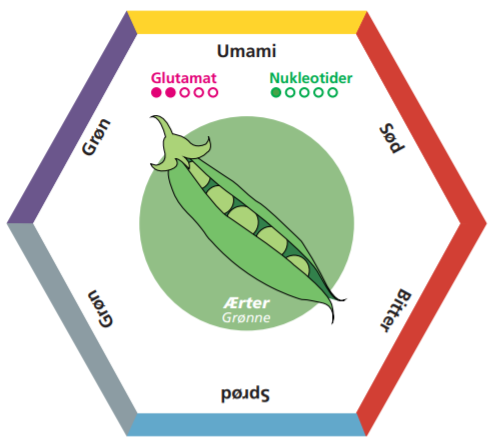 Umami
Glutamat
Nukleotider
Grøn
Sød
Ærter
Grønne
Grøn
Bitter
Sprød